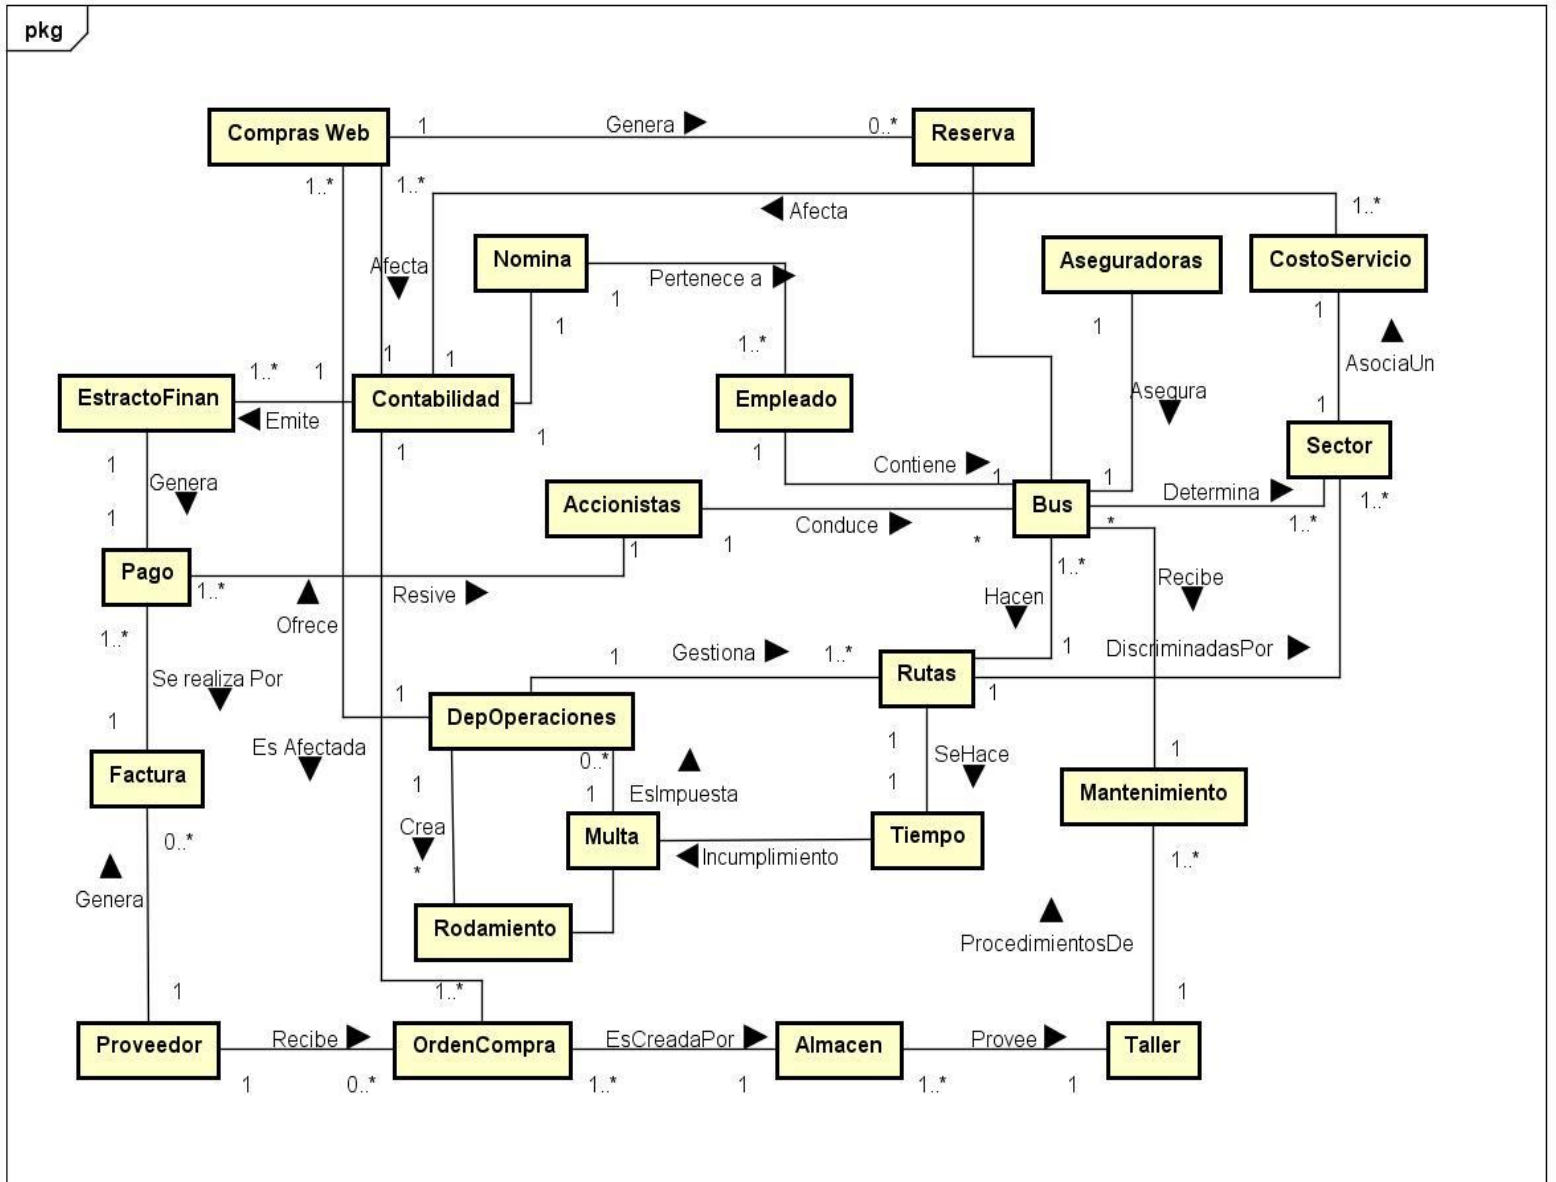 pkg
Compras Web
1
Genera
0..*
Reserva
1..*
1..*
Afecta
1..*
Nomina
Pertenece a
Aseguradoras
CostoServicio
Afecta
1
1
1
1
1..*
AsociaUn
1
1
EstractoFinan
1..*
1
Emite
Contabilidad
Empleado
Asegura
1
1
1
1
Sector
1
Genera
1
Accionistas
Contiene
1
1
Bus
Determina
1..*
1..*
Conduce
1
*
*
1
Pago
1..*
Resive
Ofrece
1..*
Hacen
Recibe
1..*
Se realiza Por
1
Gestiona
1..*
Rutas
1
1
DiscriminadasPor
1
1
DepOperaciones
Es Afectada
Factura
0..*
EsImpuesta
1
SeHace
1
1
1
1
Mantenimiento
Crea
*
Multa
Incumplimiento
Tiempo
0..*
1..*
Genera
Rodamiento
ProcedimientosDe
1
1..*
1
Proveedor
Recibe
OrdenCompra
EsCreadaPor
Almacen
Provee
Taller
1
0..*
1..*
1
1..*
1